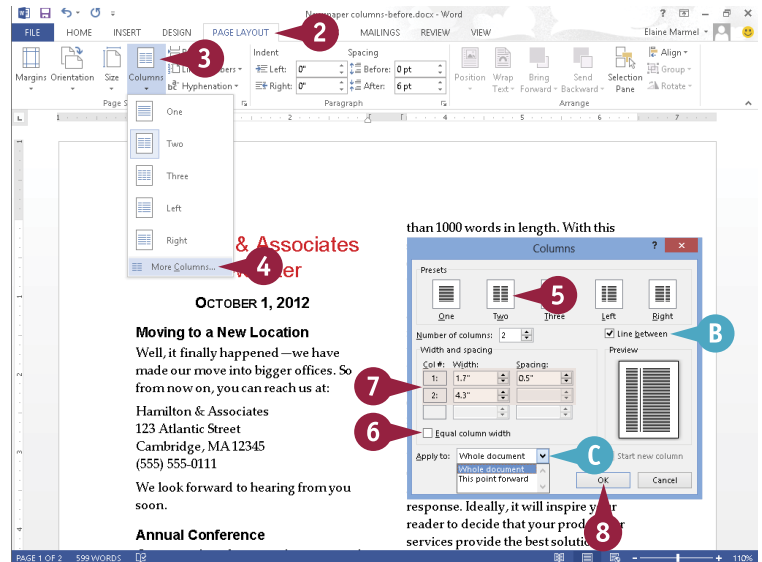 Newspaper columns-before.docx - Word
FILE HOME INSERT DESIGN PAGE LAYOUT 2 MAILINGS REVIEW VIEW Elaine Marmel
3
Margins Orientation Size Columns Hyphenation
Indent Spacing
Left: 0" Before: 0 pt
Right: 0" After: 6 pt
Position Wrap Text Bring Forward Send Backward Selection Pane
Align
Group
Rotate
Page S Paragraph Arrange
One
Two
Three
Left
Right
More Columns...
4
& Associates
OCTOBER 1, 2012
Moving to a New Location
Well, it finally happened —we have
made our move into bigger offices. So
from now on, you can reach us at:
Hamilton & Associates
123 Atlantic Street
Cambridge, MA 12345
(555) 555-0111
We look forward to hearing from you
soon.
Annual Conference
than 1000 words in length. With this
Columns
Presets
5
One Two Three Left Right
Number of columns: 2
Line between
B
Width and spacing
Preview
Col #: Width: Spacing:
7
1: 1.7" 0.5"
2: 4.3"
6
Equal column width
Apply to: Whole document
C
Start new column
Whole document
This point forward
OK Cancel
8
response. Ideally, it will inspire your
reader to decide that your product or
services provide the best solution
PAGE 1 OF 2 599 WORDS 110%